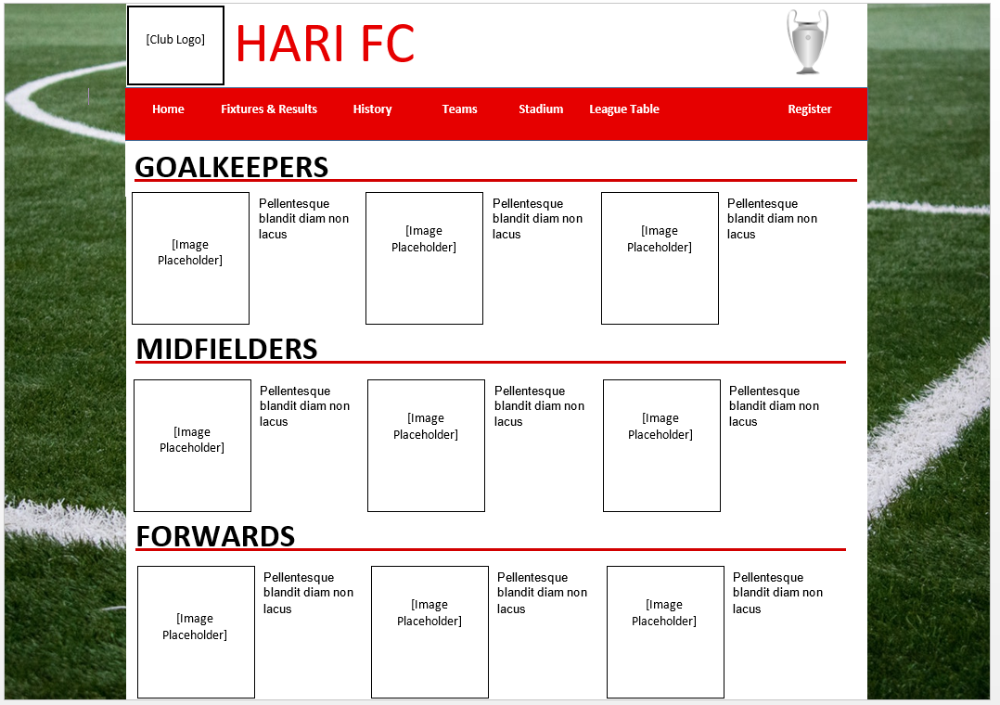 [Club Logo]
HARI FC
Home Fixtures & Results History Teams Stadium League Table Register
GOALKEEPERS
[Image
Placeholder]
Pellentesque
blandit diam non
lacus
[Image
Placeholder]
Pellentesque
blandit diam non
lacus
[Image
Placeholder]
Pellentesque
blandit diam non
lacus
MIDFIELDERS
[Image
Placeholder]
Pellentesque
blandit diam non
lacus
[Image
Placeholder]
Pellentesque
blandit diam non
lacus
[Image
Placeholder]
Pellentesque
blandit diam non
lacus
FORWARDS
[Image
Placeholder]
Pellentesque
blandit diam non
lacus
[Image
Placeholder]
Pellentesque
blandit diam non
lacus
[Image
Placeholder]
Pellentesque
blandit diam non
lacus